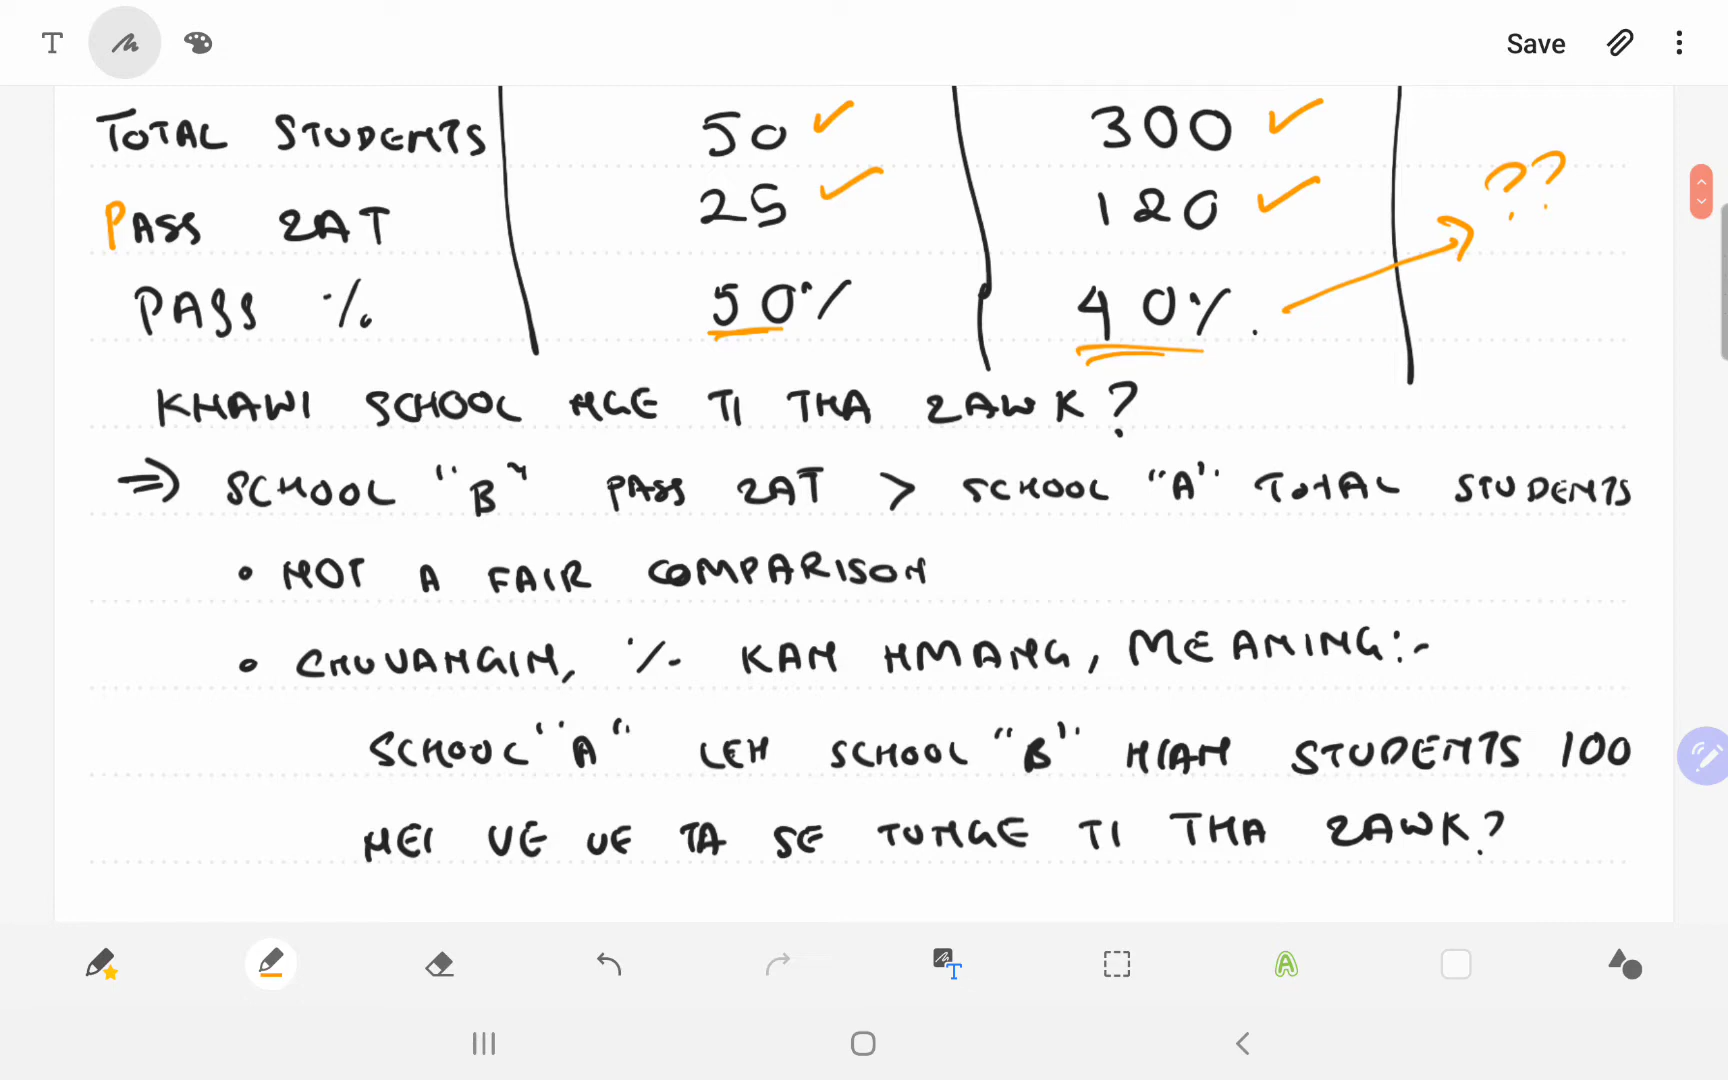 T Save
TOTAL STUDENTS 50 300
PASS ZAT 25 120 ??
PASS % 50% 40%.
KHAWI SCHOOL NGE TI THA ZAWK?
⇒ SCHOOL "B" PASS ZAT > SCHOOL "A" TOTAL STUDENTS
• NOT A FAIR COMPARISON
• CHUVANGIN, % KAN HMANG, MEANING:-
SCHOOL "A" LEH SCHOOL "B" HIAN STUDENTS 100
NEI VE VE TA SE TUNGE TI THA ZAWK?
T A